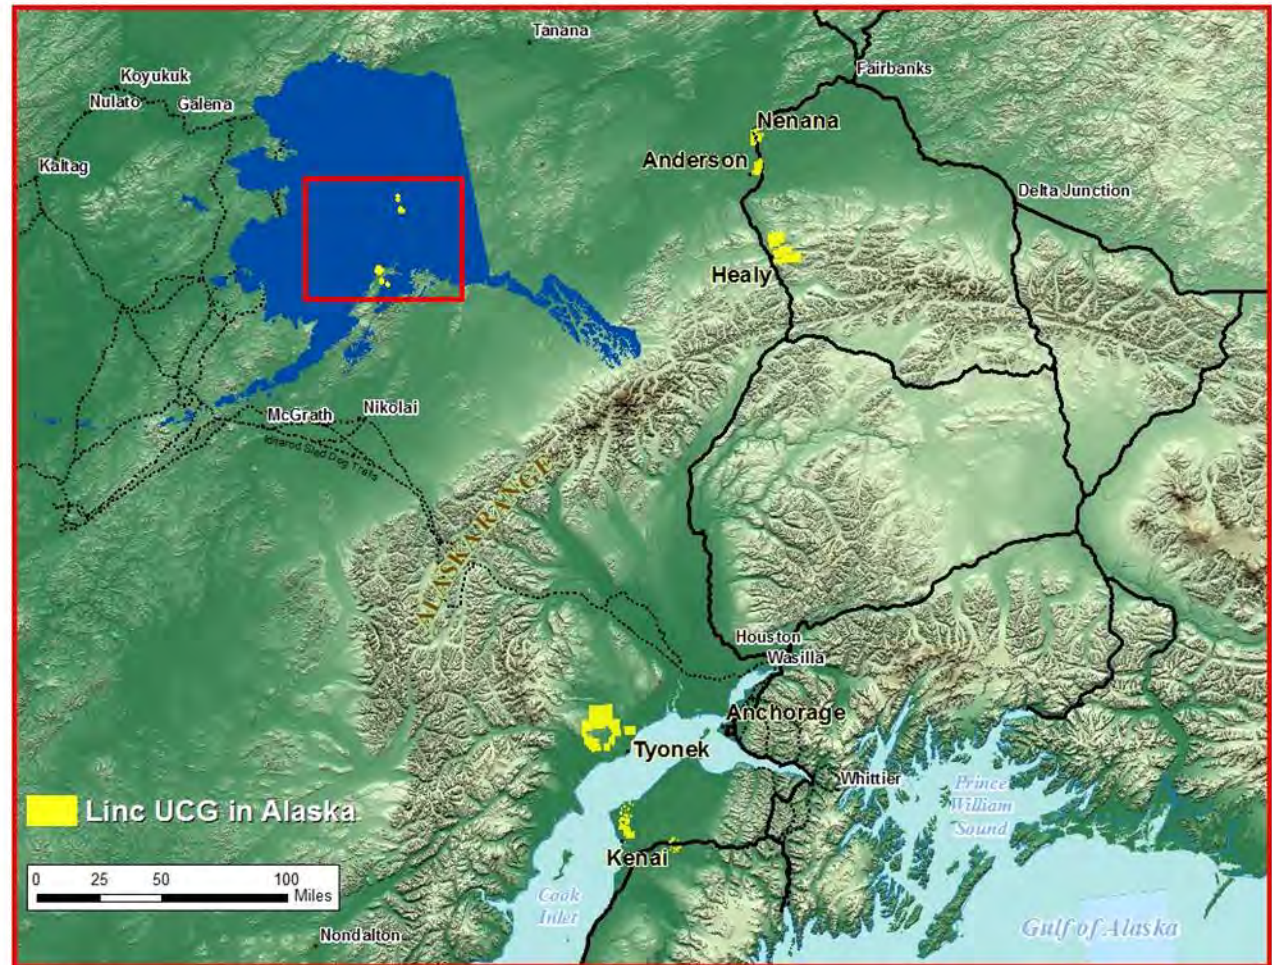 Tanana
Koyukuk
Fairbanks
Nulato
Galena
Nenana
Anderson
Kaltag
Delta Junction
Healy
McGrath
Nikolai
Iditarod Sled Dog Trails
ALASKA RANGE
Houston
Wasilla
Anchorage
Tyonek
Whittier
Prince
William
Sound
Linc UCG in Alaska
Kenai
0 25 50 100
Miles
Cook
Inlet
Nondalton
Gulf of Alaska